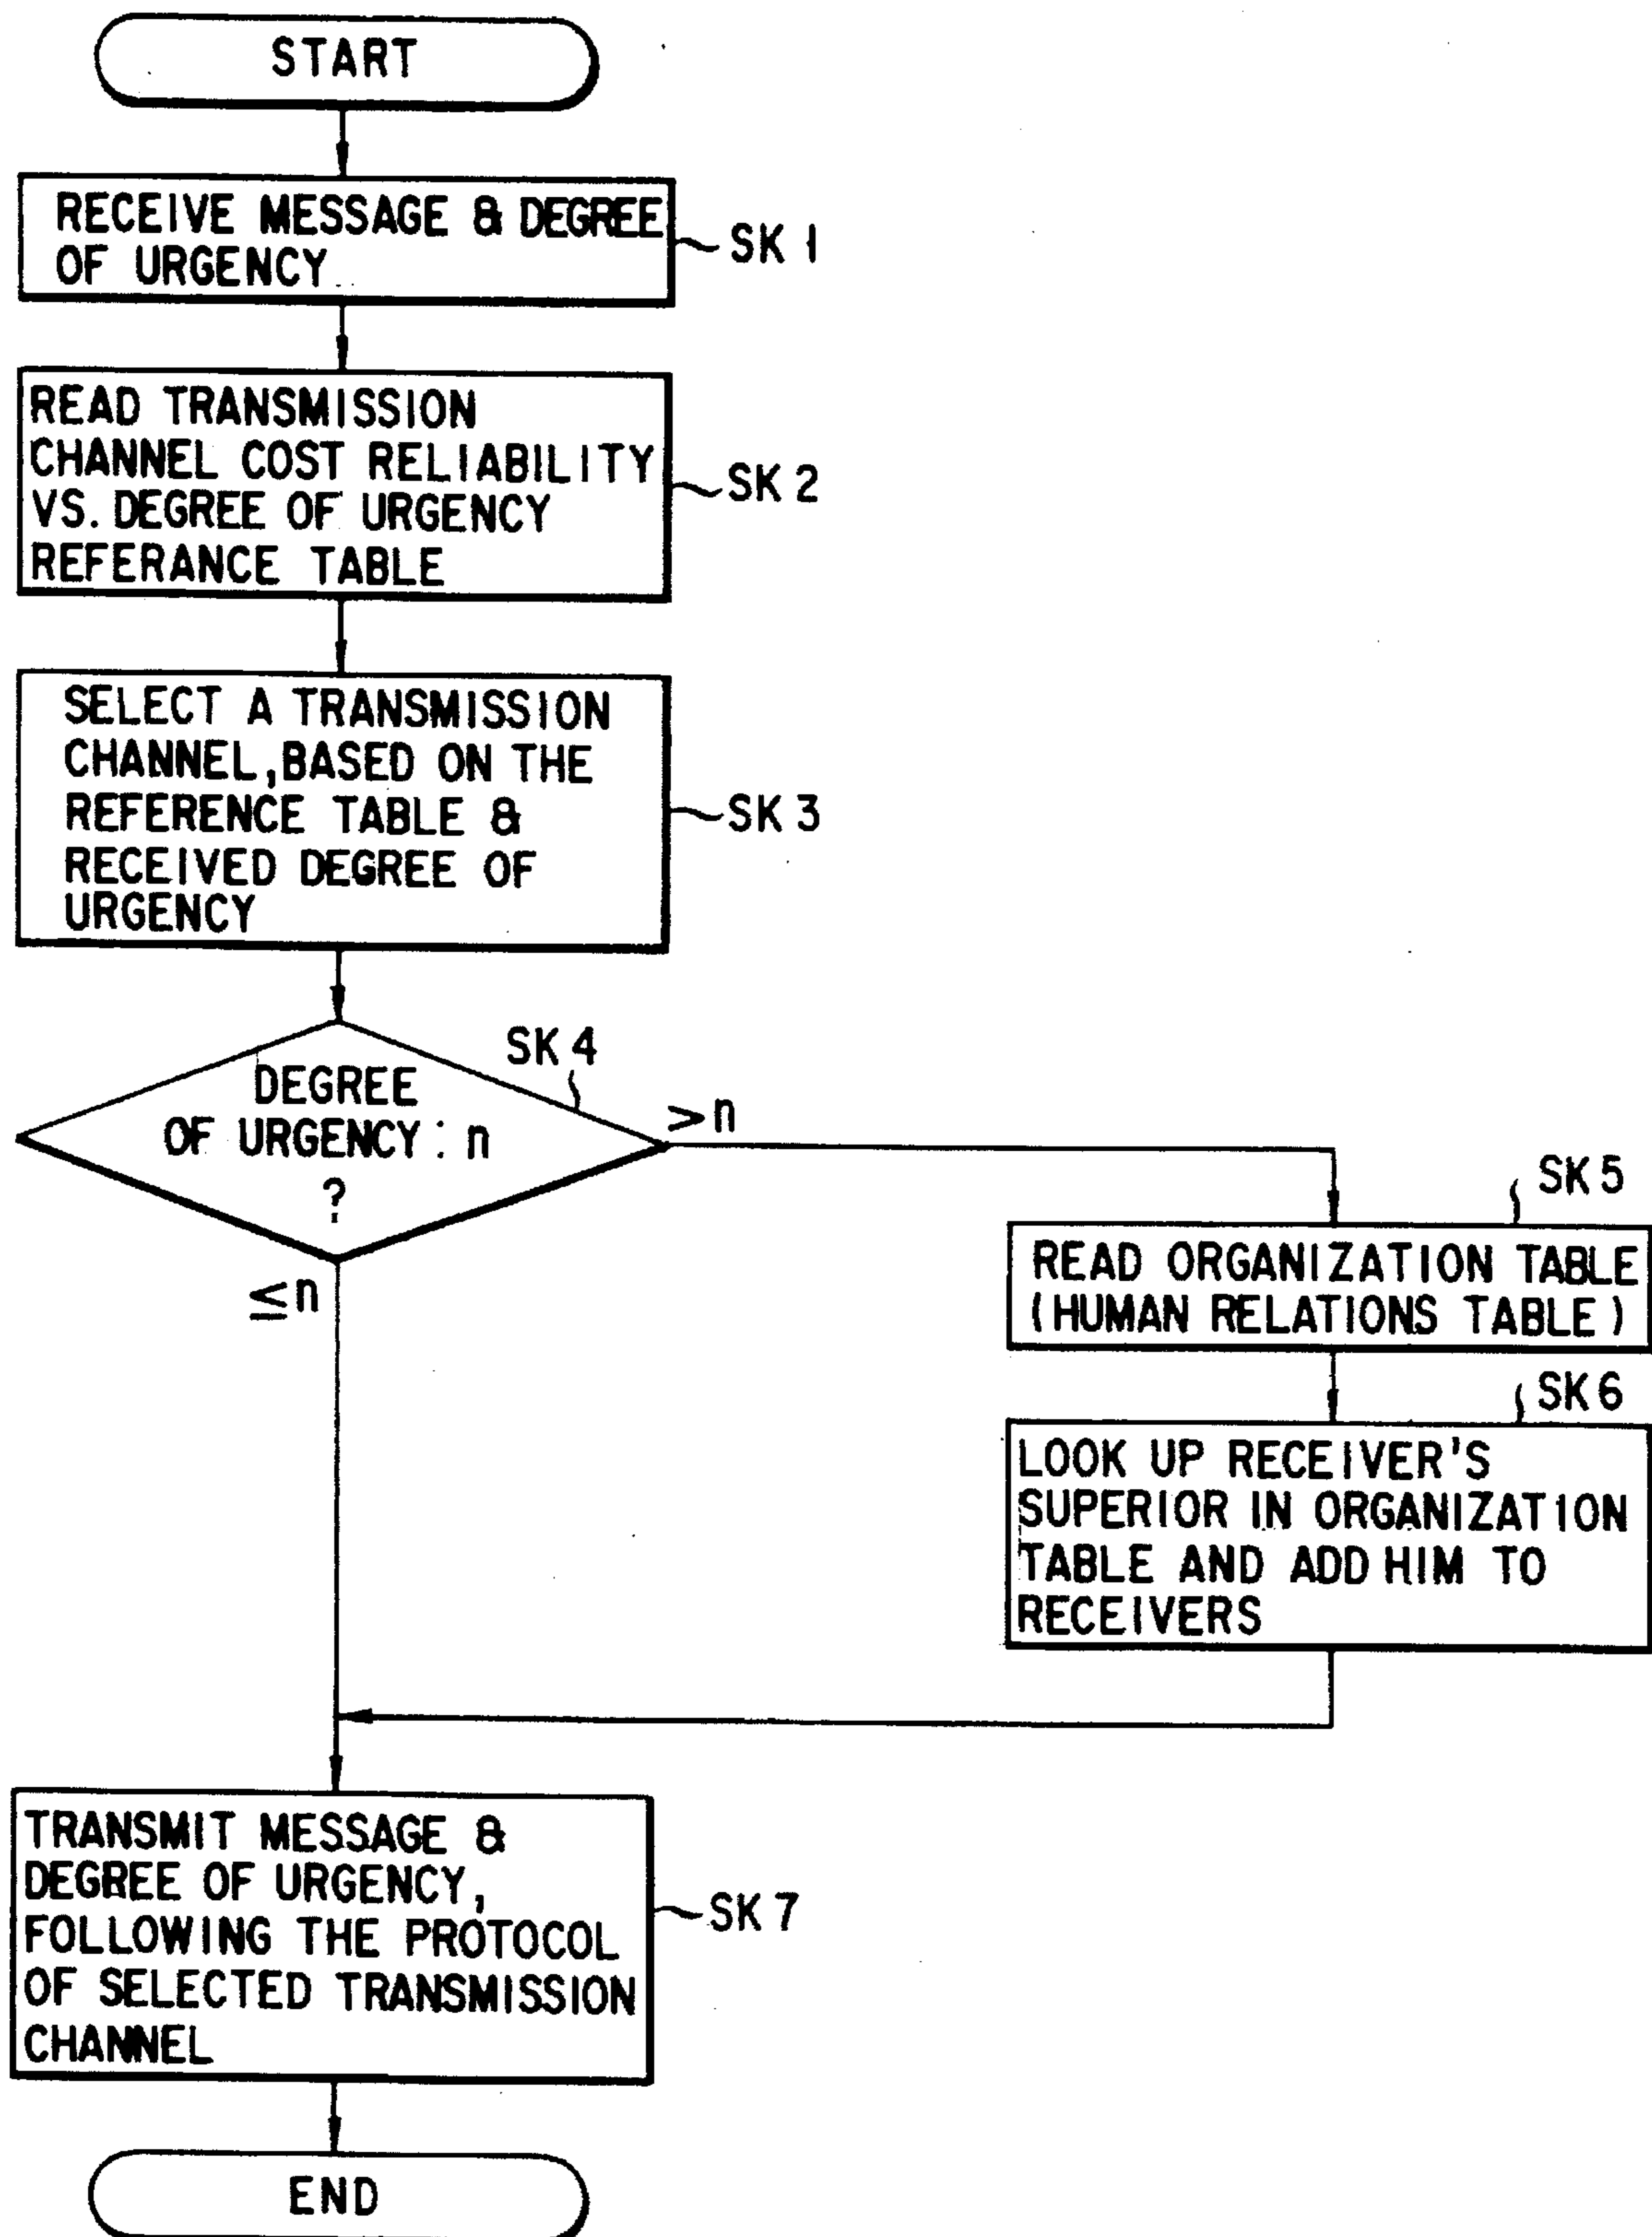 START
RECEIVE MESSAGE & DEGREE
OF URGENCY
SK 1
READ TRANSMISSION
CHANNEL COST RELIABILITY
VS. DEGREE OF URGENCY
REFERANCE TABLE
SK 2
SELECT A TRANSMISSION
CHANNEL, BASED ON THE
REFERENCE TABLE &
RECEIVED DEGREE OF
URGENCY
SK 3
SK 4
DEGREE
OF URGENCY : n
?
>n
≤n
SK 5
READ ORGANIZATION TABLE
(HUMAN RELATIONS TABLE)
SK 6
LOOK UP RECEIVER'S
SUPERIOR IN ORGANIZATION
TABLE AND ADD HIM TO
RECEIVERS
TRANSMIT MESSAGE &
DEGREE OF URGENCY,
FOLLOWING THE PROTOCOL
OF SELECTED TRANSMISSION
CHANNEL
SK 7
END